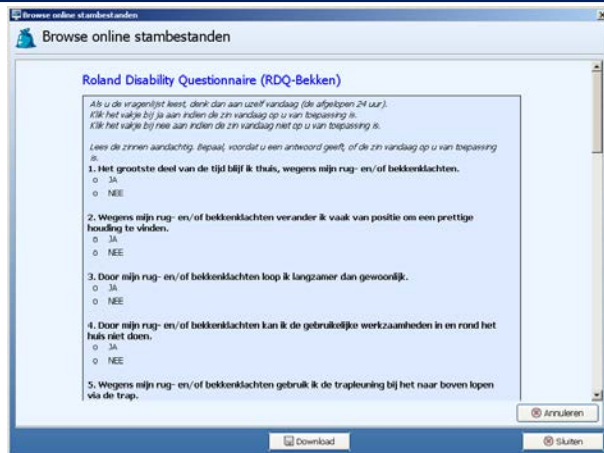 Browse online stambestanden
Browse online stambestanden
Roland Disability Questionnaire (RDQ-Bekken)
Als u de vragenlijst leest, denk dan aan uzelf vandaag (de afgelopen 24 uur).
Klik het vakje bij ja aan indien de zin vandaag op u van toepassing is.
Klik het vakje bij nee aan indien de zin vandaag niet op u van toepassing is.
Lees de zinnen aandachtig. Bepaal, voordat u een antwoord geeft, of de zin vandaag op u van toepassing
is.
1. Het grootste deel van de tijd blijf ik thuis, wegens mijn rug- en/of bekkenklachten.
JA
NEE
2. Wegens mijn rug- en/of bekkenklachten verander ik vaak van positie om een prettige
houding te vinden.
JA
NEE
3. Door mijn rug- en/of bekkenklachten loop ik langzamer dan gewoonlijk.
JA
NEE
4. Door mijn rug- en/of bekkenklachten kan ik de gebruikelijke werkzaamheden in en rond het
huis niet doen.
JA
NEE
5. Wegens mijn rug- en/of bekkenklachten gebruik ik de trapleuning bij het naar boven lopen
via de trap.
Annuleren
Download
Sluiten